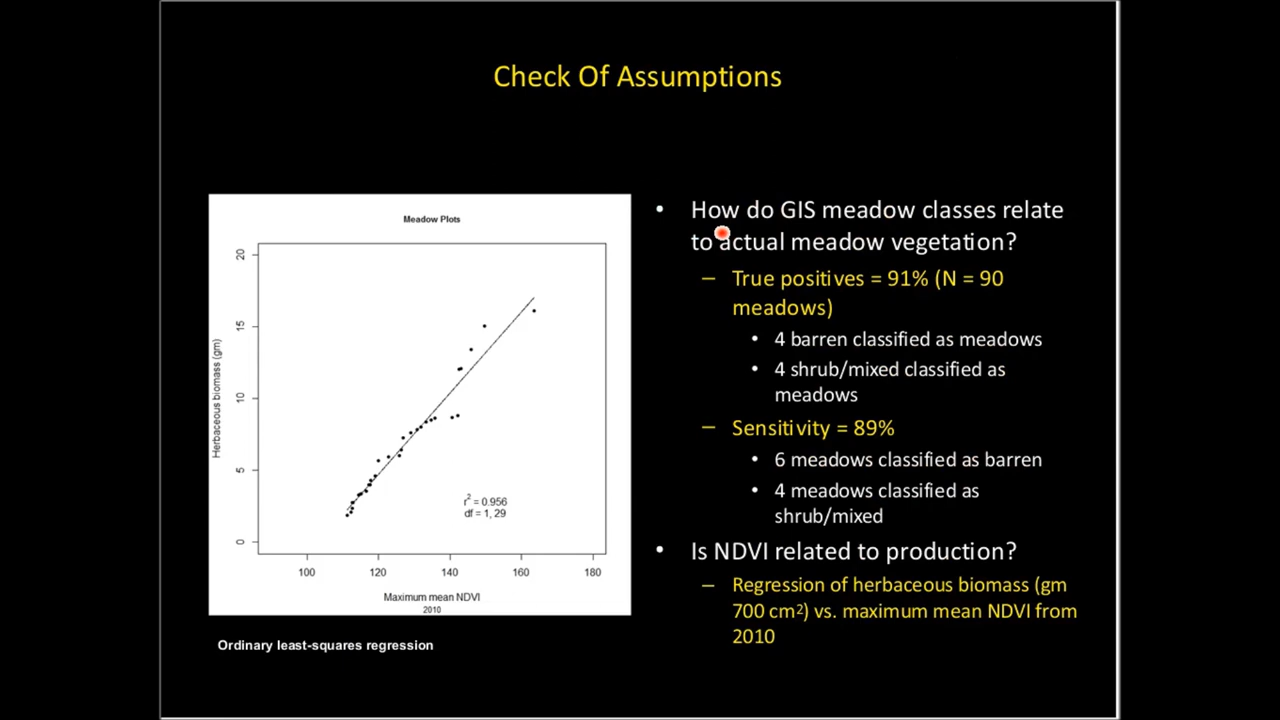 Check Of Assumptions
Meadow Plots
20
15
10
5
0
Herbaceous biomass (gm)
r² = 0.956
df = 1, 29
100 120 140 160 180
Maximum mean NDVI
2010
Ordinary least-squares regression
• How do GIS meadow classes relate
to actual meadow vegetation?
– True positives = 91% (N = 90
meadows)
• 4 barren classified as meadows
• 4 shrub/mixed classified as
meadows
– Sensitivity = 89%
• 6 meadows classified as barren
• 4 meadows classified as
shrub/mixed
• Is NDVI related to production?
– Regression of herbaceous biomass (gm
700 cm²) vs. maximum mean NDVI from
2010